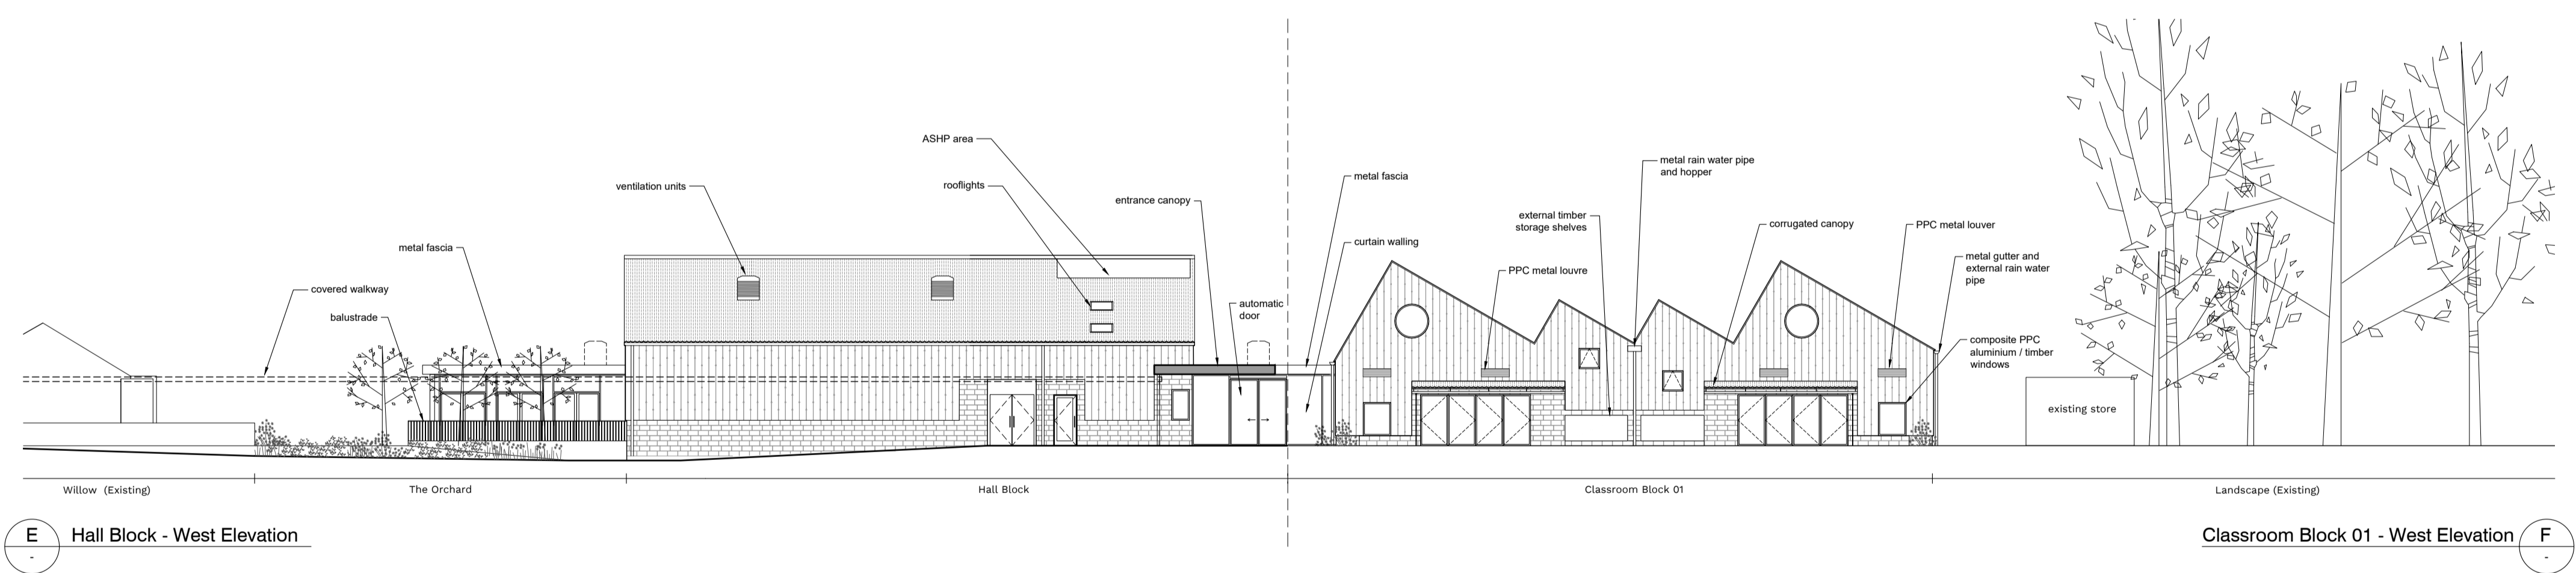 ASHP area
metal rain water pipe
and hopper
metal fascia
ventilation units
rooflights
entrance canopy
external timber
storage shelves
corrugated canopy
PPC metal louver
metal fascia
curtain walling
PPC metal louvre
metal gutter and
external rain water
pipe
covered walkway
balustrade
automatic
door
composite PPC
aluminium / timber
windows
existing store
Willow (Existing)
The Orchard
Hall Block
Classroom Block 01
Landscape (Existing)
E
-
Hall Block - West Elevation
Classroom Block 01 - West Elevation
F
-